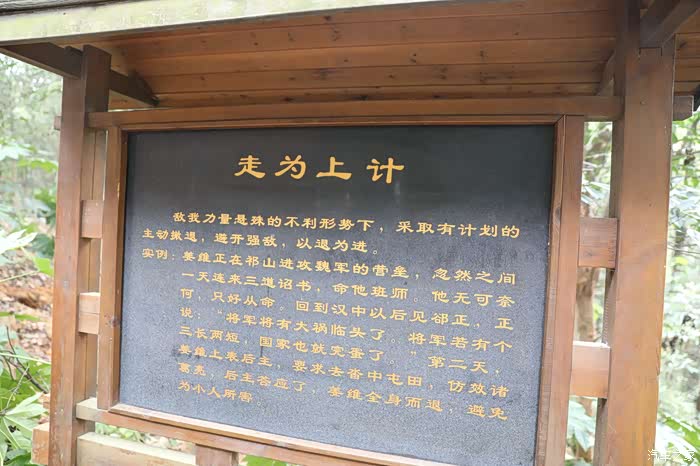 走为上计
敌我力量悬殊的不利形势下，采取有计划的
主动撤退，避开强敌，以退为进。
实例：姜维正在祁山进攻魏军的营垒，忽然之间
一天连来三道诏书，命他班师。他无可奈
何，只好从命。回到汉中以后见郤正，正
说：“将军将有大祸临头了。将军若有个
三长两短，国家也就完蛋了。”第二天，
姜维上表后主，要求去沓中屯田，仿效诸
葛亮，后主答应了，姜维全身而退，避免
为小人所害
汽车之家